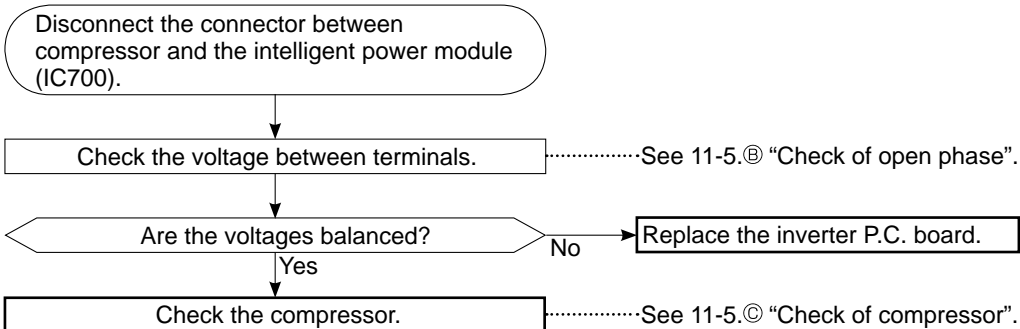 Disconnect the connector between
compressor and the intelligent power module
(IC700).
Check the voltage between terminals.
See 11-5.Ⓑ “Check of open phase”.
Are the voltages balanced?
No
Replace the inverter P.C. board.
Yes
Check the compressor.
See 11-5.Ⓒ “Check of compressor”.